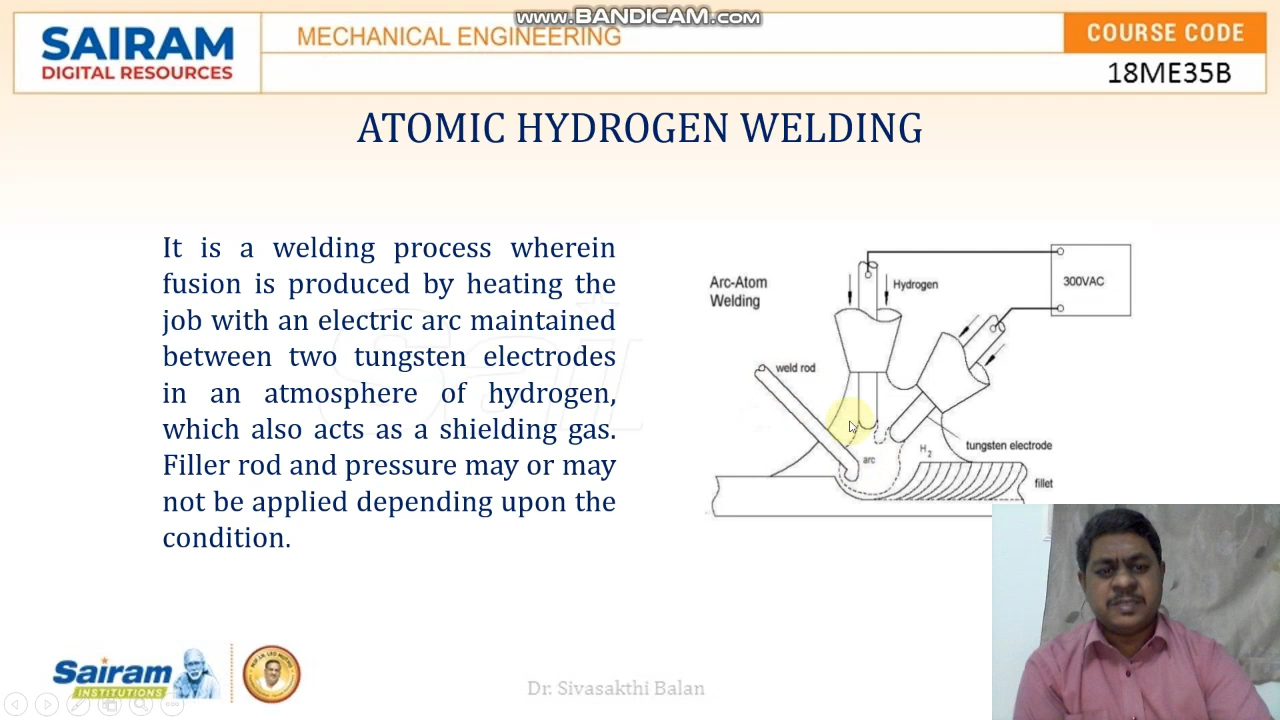 www.BANDICAM.com
SAIRAM
DIGITAL RESOURCES
MECHANICAL ENGINEERING
COURSE CODE
18ME35B
ATOMIC HYDROGEN WELDING
It is a welding process wherein
fusion is produced by heating the
job with an electric arc maintained
between two tungsten electrodes
in an atmosphere of hydrogen,
which also acts as a shielding gas.
Filler rod and pressure may or may
not be applied depending upon the
condition.
Arc-Atom
Welding
Hydrogen
300VAC
weld rod
tungsten electrode
arc
H2
fillet
Sairam
INSTITUTIONS
Dr. Sivasakthi Balan